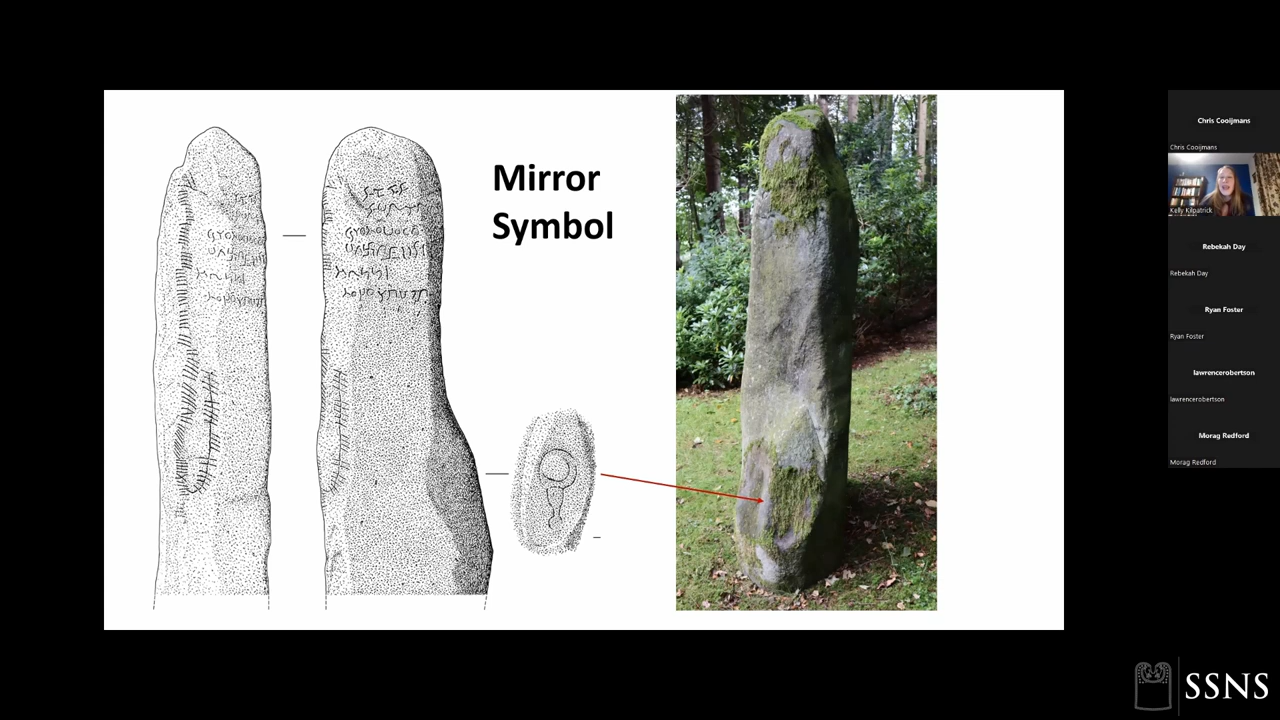 Mirror
Symbol
Chris Cooijmans
Chris Cooijmans
Kelly Kilpatrick
Rebekah Day
Rebekah Day
Ryan Foster
Ryan Foster
lawrencerobertson
lawrencerobertson
Morag Redford
Morag Redford
SSNS